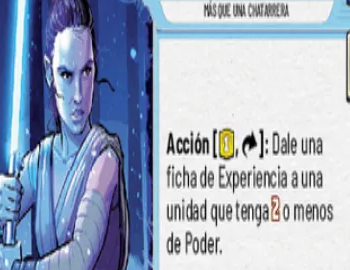 MÁS QUE UNA CHATARRERA
Acción [1, ↷]: Dale una
ficha de Experiencia a una
unidad que tenga 2 o menos
de Poder.